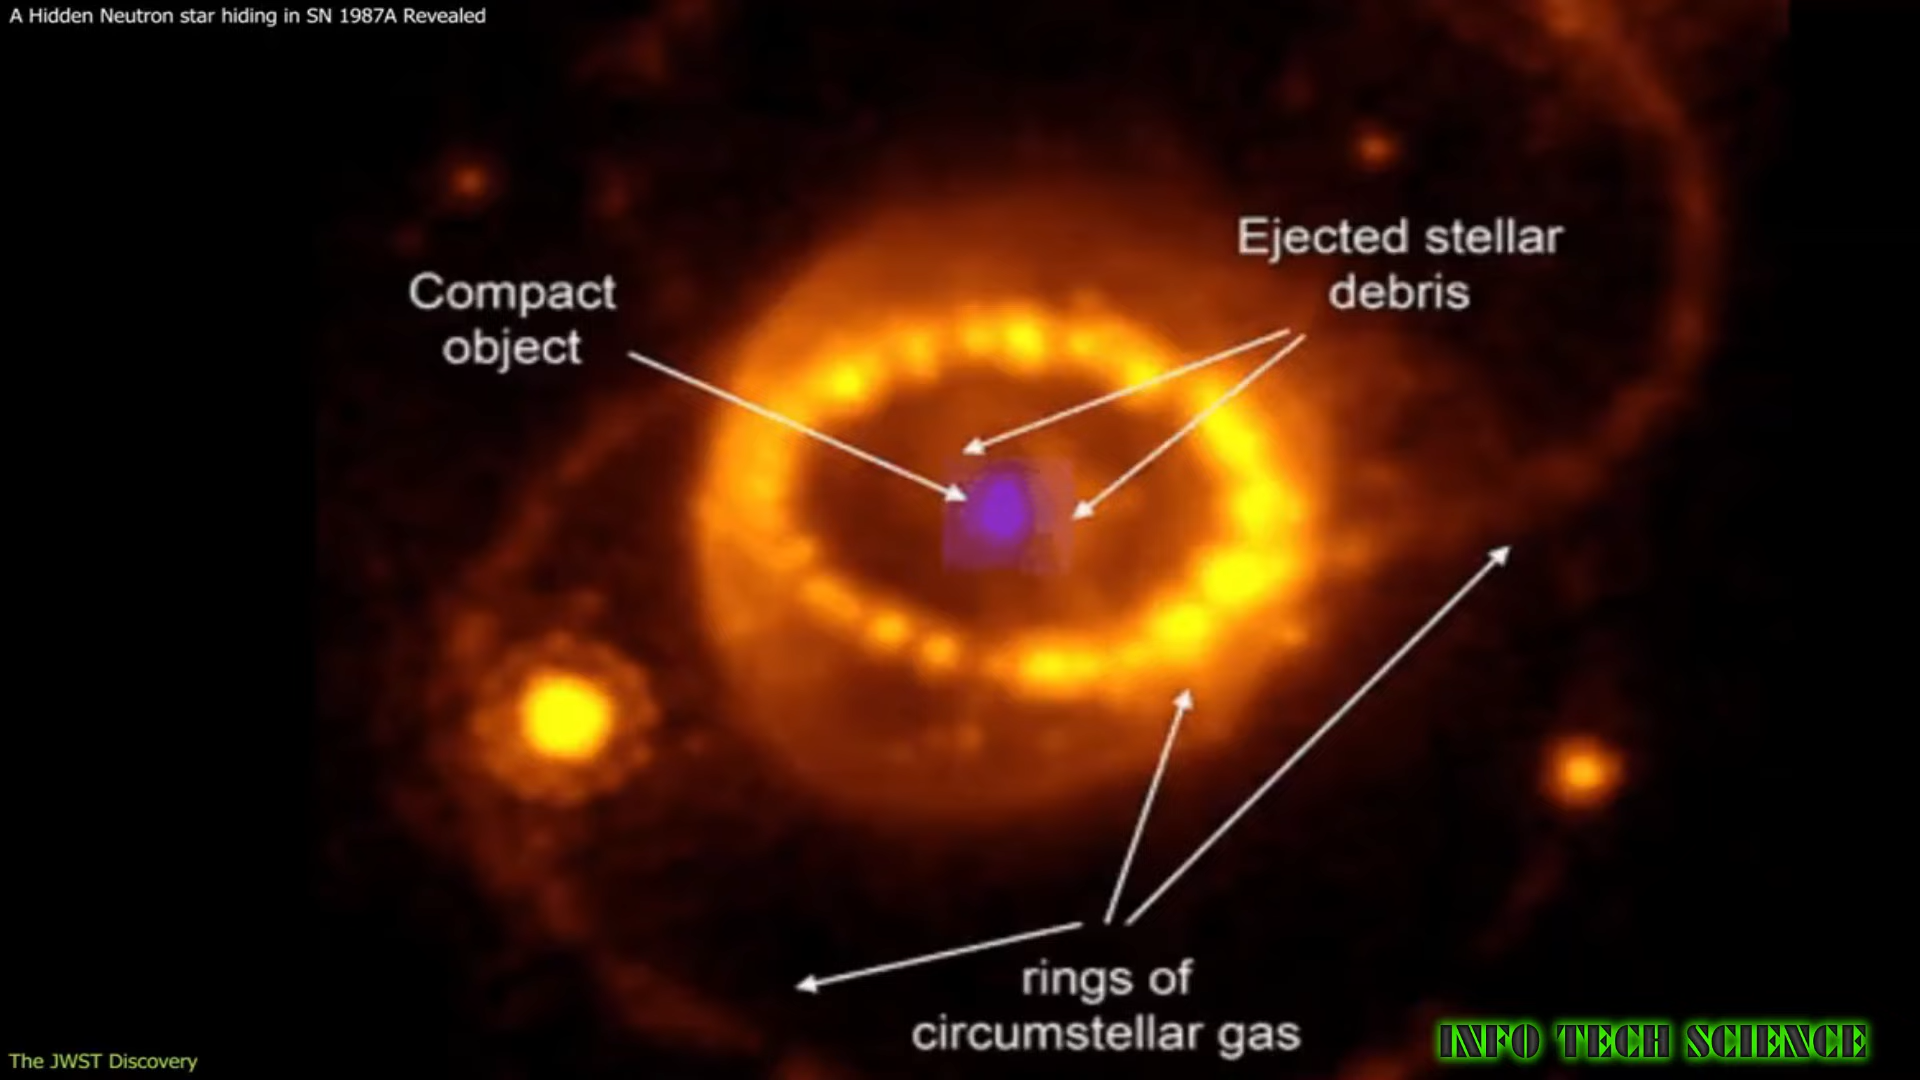 A Hidden Neutron star hiding in SN 1987A Revealed
Compact
object
Ejected stellar
debris
rings of
circumstellar gas
The JWST Discovery
INFO TECH SCIENCE